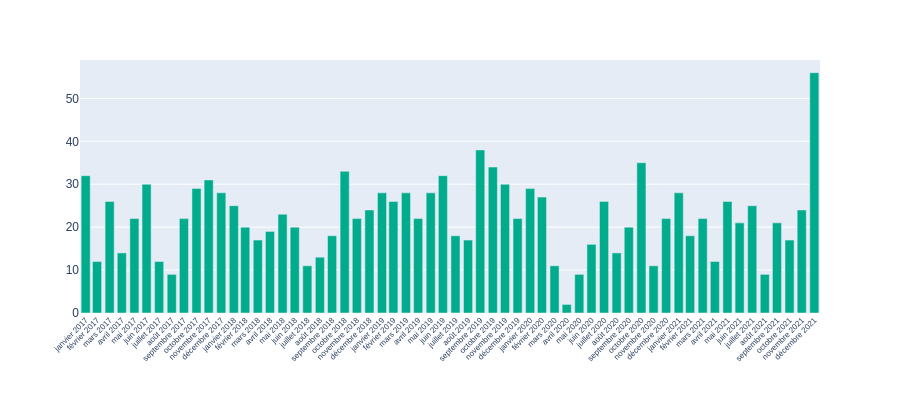 50
40
30
20
10
0
janvier 2017
février 2017
mars 2017
avril 2017
mai 2017
juin 2017
juillet 2017
août 2017
septembre 2017
octobre 2017
novembre 2017
décembre 2017
janvier 2018
février 2018
mars 2018
avril 2018
mai 2018
juin 2018
juillet 2018
août 2018
septembre 2018
octobre 2018
novembre 2018
décembre 2018
janvier 2019
février 2019
mars 2019
avril 2019
mai 2019
juin 2019
juillet 2019
août 2019
septembre 2019
octobre 2019
novembre 2019
décembre 2019
janvier 2020
février 2020
mars 2020
avril 2020
mai 2020
juin 2020
juillet 2020
août 2020
septembre 2020
octobre 2020
novembre 2020
décembre 2020
janvier 2021
février 2021
mars 2021
avril 2021
mai 2021
juin 2021
juillet 2021
août 2021
septembre 2021
octobre 2021
novembre 2021
décembre 2021